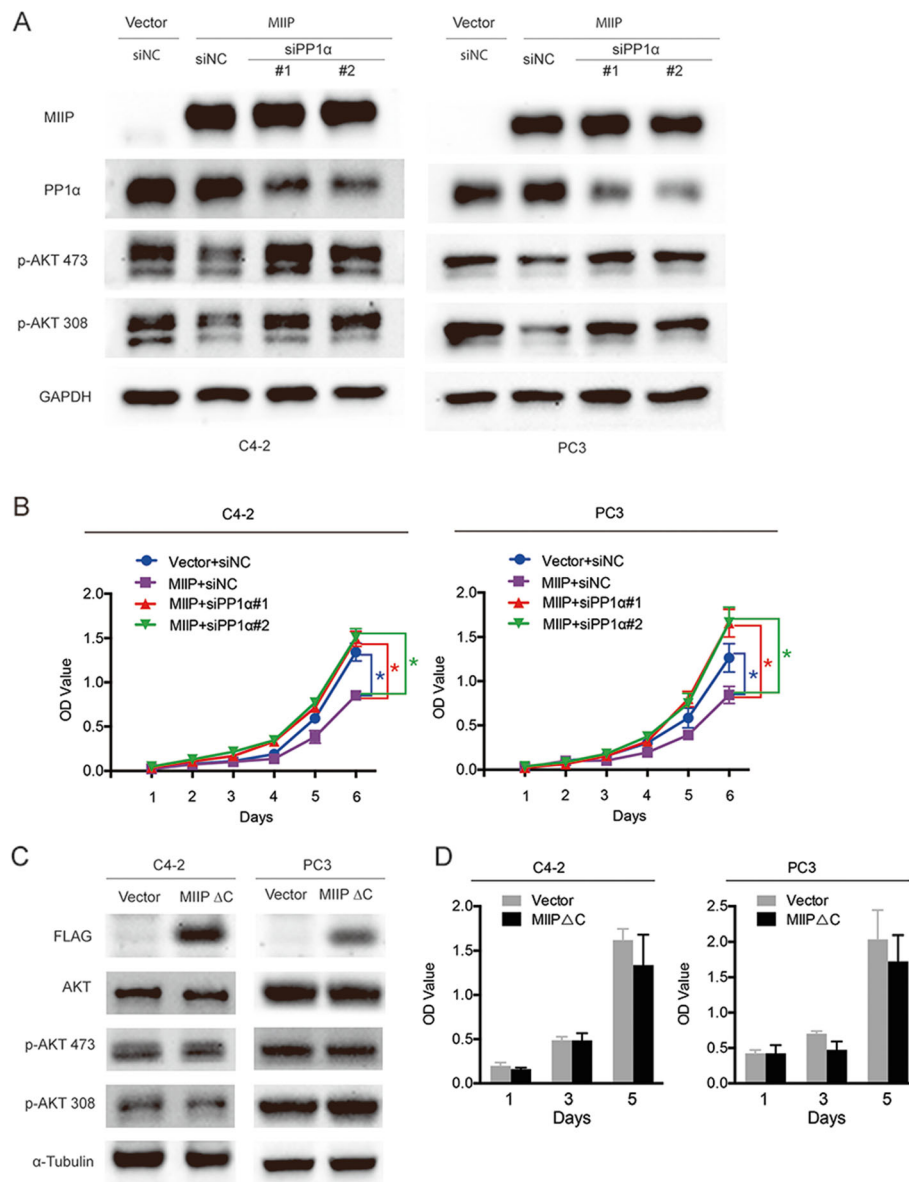 A
Vector MIIP Vector MIIP
siNC siNC siPP1α siNC siNC siPP1α
#1 #2 #1 #2
MIIP
PP1α
p-AKT 473
p-AKT 308
GAPDH
C4-2 PC3
B
C4-2 PC3
Vector+siNC Vector+siNC
MIIP+siNC MIIP+siNC
MIIP+siPP1α#1 MIIP+siPP1α#1
MIIP+siPP1α#2 MIIP+siPP1α#2
2.0 2.0
1.5 1.5
* * * * * *
OD Value OD Value
1.0 1.0
0.5 0.5
0.0 0.0
1 2 3 4 5 6 1 2 3 4 5 6
Days Days
C
C4-2 PC3
Vector MIIP ΔC Vector MIIP ΔC
FLAG
AKT
p-AKT 473
p-AKT 308
α-Tubulin
D
C4-2 PC3
Vector Vector
MIIP△C MIIP△C
2.0 2.5
1.5 2.0
1.0 1.5
0.5 1.0
0.0 0.5
0.0
OD Value OD Value
1 3 5 1 3 5
Days Days